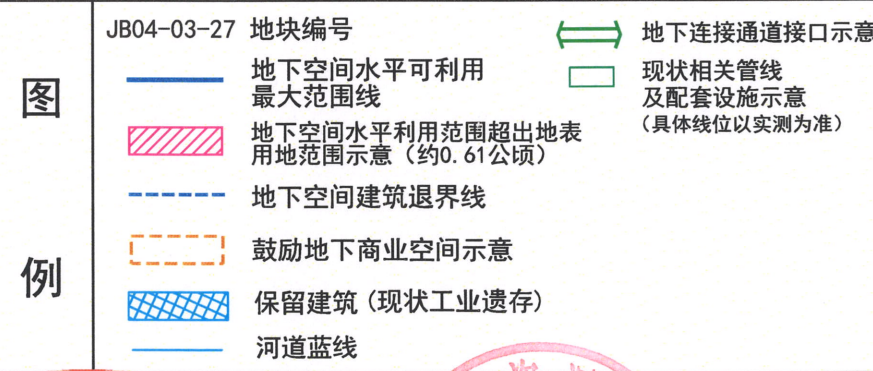 图
例
JB04-03-27 地块编号
地下空间水平可利用
最大范围线
地下空间水平利用范围超出地表
用地范围示意（约0.61公顷）
地下空间建筑退界线
鼓励地下商业空间示意
保留建筑(现状工业遗存)
河道蓝线
地下连接通道接口示意
现状相关管线
及配套设施示意
（具体线位以实测为准）